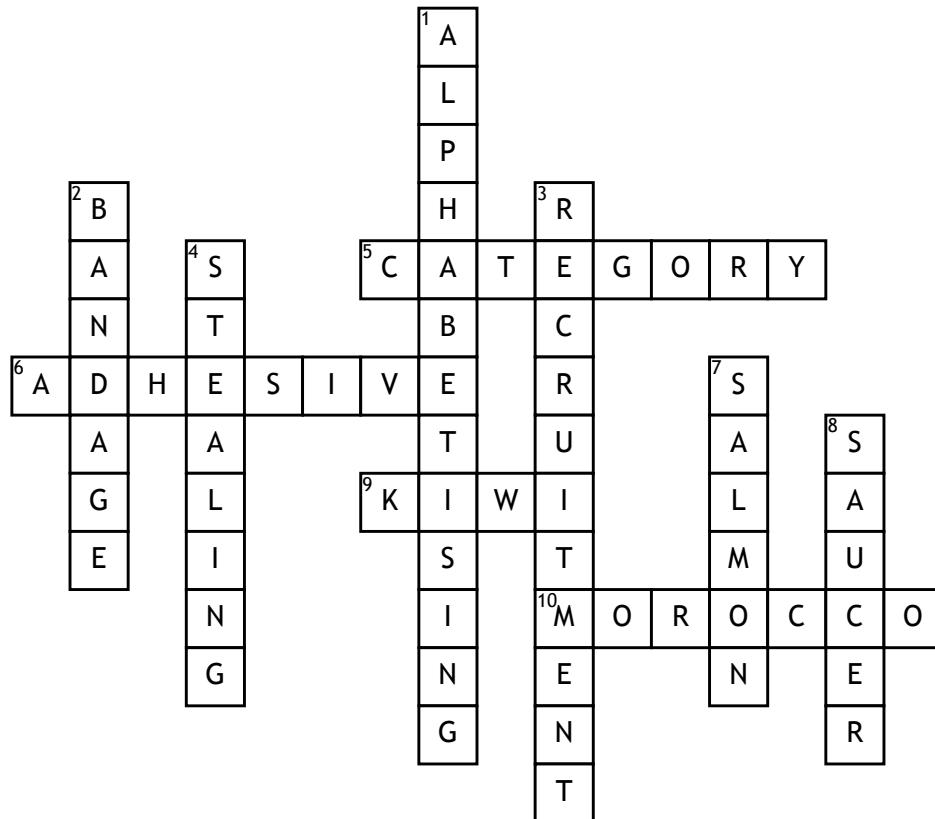 1 A
L
P
2 B H 3 R
A 4 S 5 C A T E G O R Y
N T B C
6 A D H E S I V E R 7 S
A A T U A 8 S
G L 9 K I W I L A
E I S T M U
N I 10 M O R O C C O
G N E N E
G N R
T